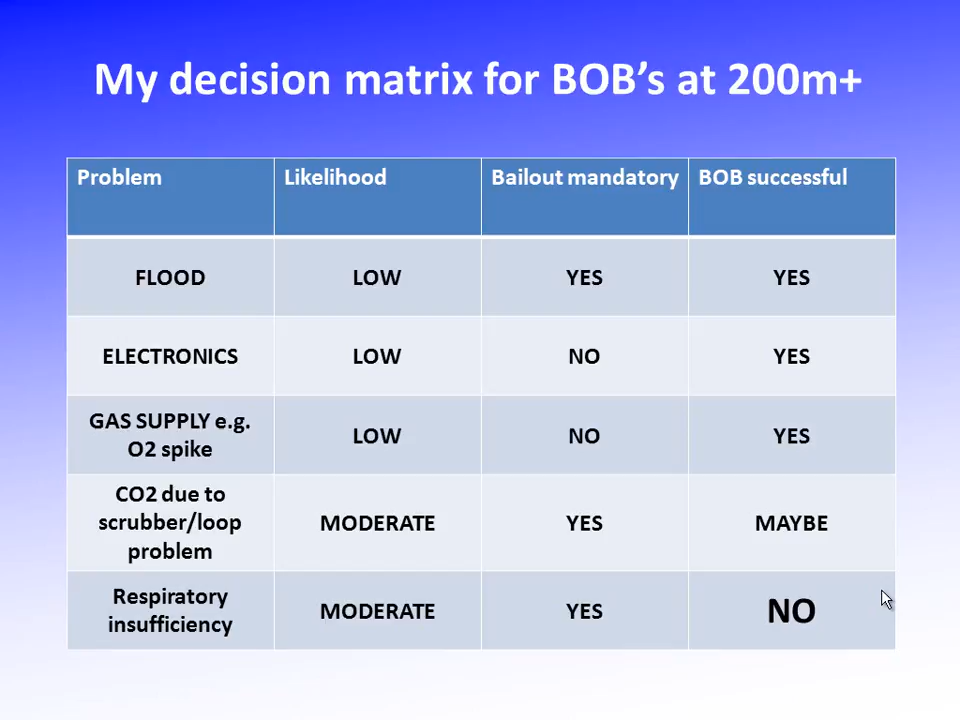 My decision matrix for BOB's at 200m+
Problem Likelihood Bailout mandatory BOB successful
FLOOD LOW YES YES
ELECTRONICS LOW NO YES
GAS SUPPLY e.g.
O2 spike LOW NO YES
CO2 due to
scrubber/loop
problem MODERATE YES MAYBE
Respiratory
insufficiency MODERATE YES NO